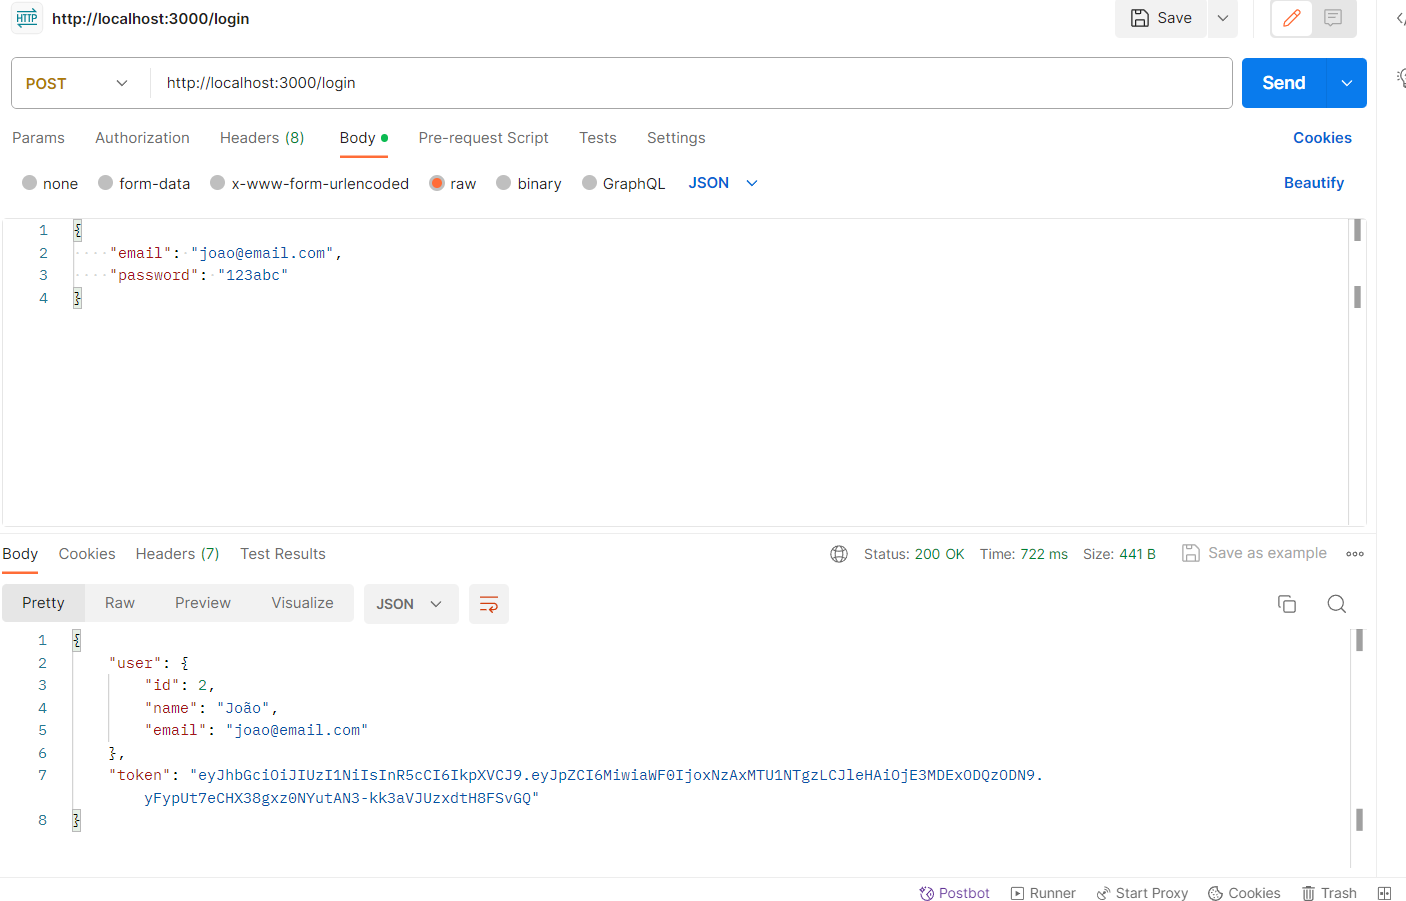 HTTP http://localhost:3000/login
Save
POST http://localhost:3000/login Send
Params Authorization Headers (8) Body Pre-request Script Tests Settings Cookies
none form-data x-www-form-urlencoded raw binary GraphQL JSON Beautify
1 {
2 "email": "joao@email.com",
3 "password": "123abc"
4 }
Body Cookies Headers (7) Test Results Status: 200 OK Time: 722 ms Size: 441 B Save as example
Pretty Raw Preview Visualize JSON
1 {
2 "user": {
3 "id": 2,
4 "name": "João",
5 "email": "joao@email.com"
6 },
7 "token": "eyJhbGciOiJIUzI1NiIsInR5cCI6IkpXVCJ9.eyJpZCI6MiwiaWF0IjoxNzAxMTU1NTgzLCJleHAiOjE3MDExODQzODN9.
yFypUt7eCHX38gxz0NYutAN3-kk3aVJUzxdtH8FSvGQ"
8 }
Postbot Runner Start Proxy Cookies Trash